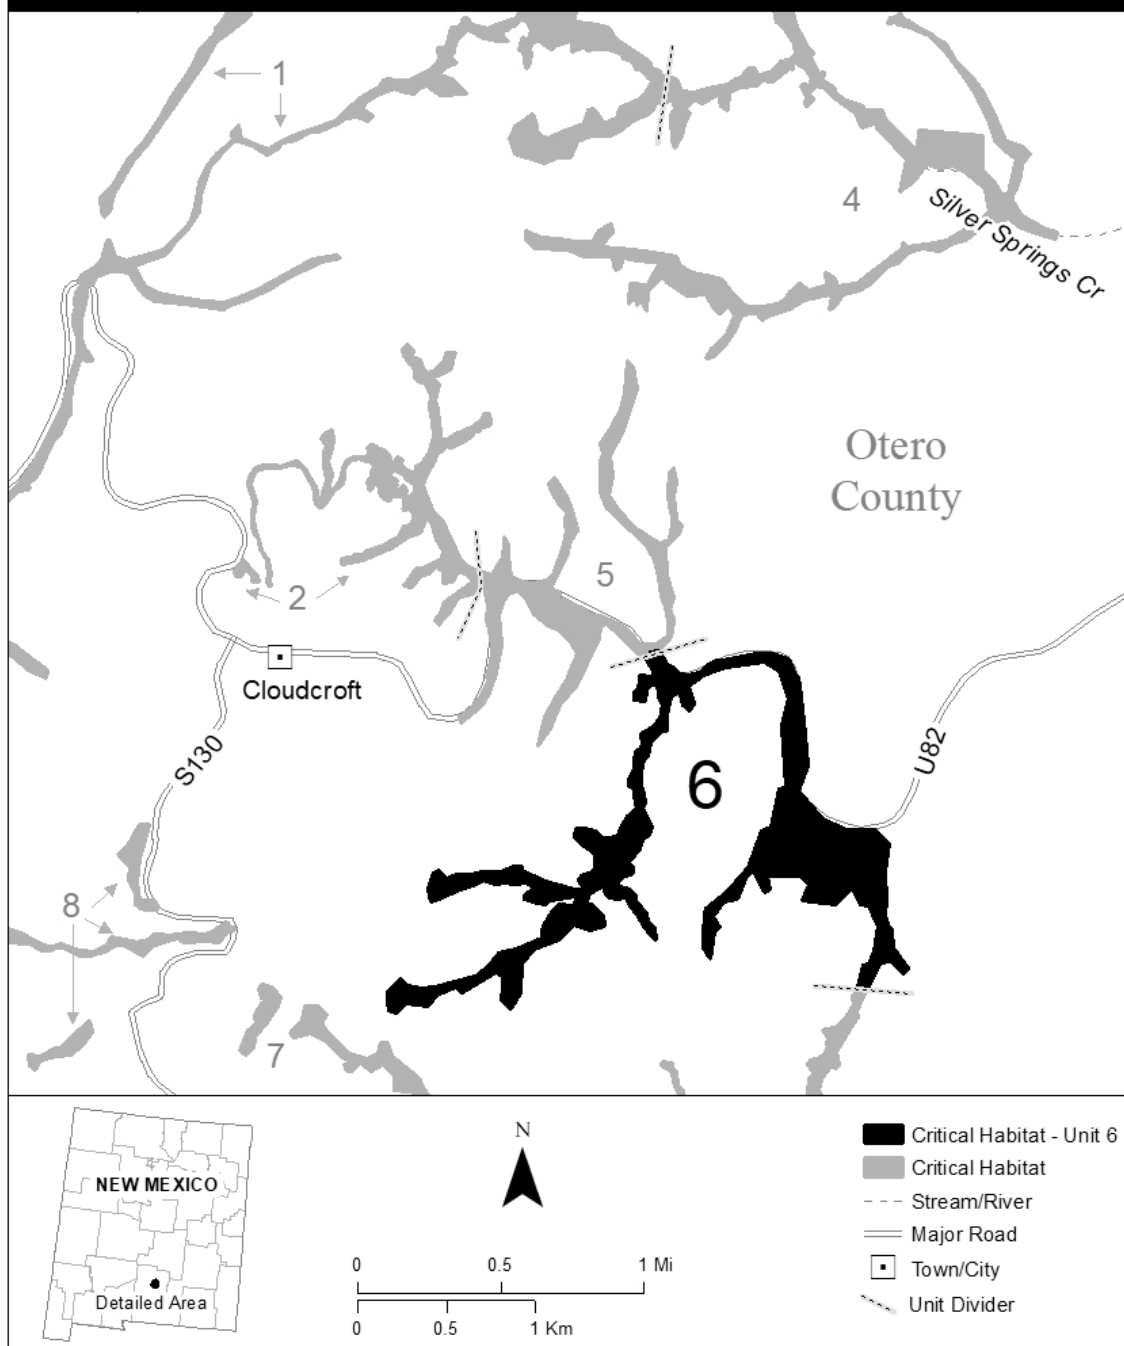 1
4
Silver Springs Cr
Otero
County
5
2
Cloudcroft
S130
U82
6
8
7
NEW MEXICO
Detailed Area
N
0 0.5 1 Mi
0 0.5 1 Km
Critical Habitat - Unit 6
Critical Habitat
Stream/River
Major Road
Town/City
Unit Divider